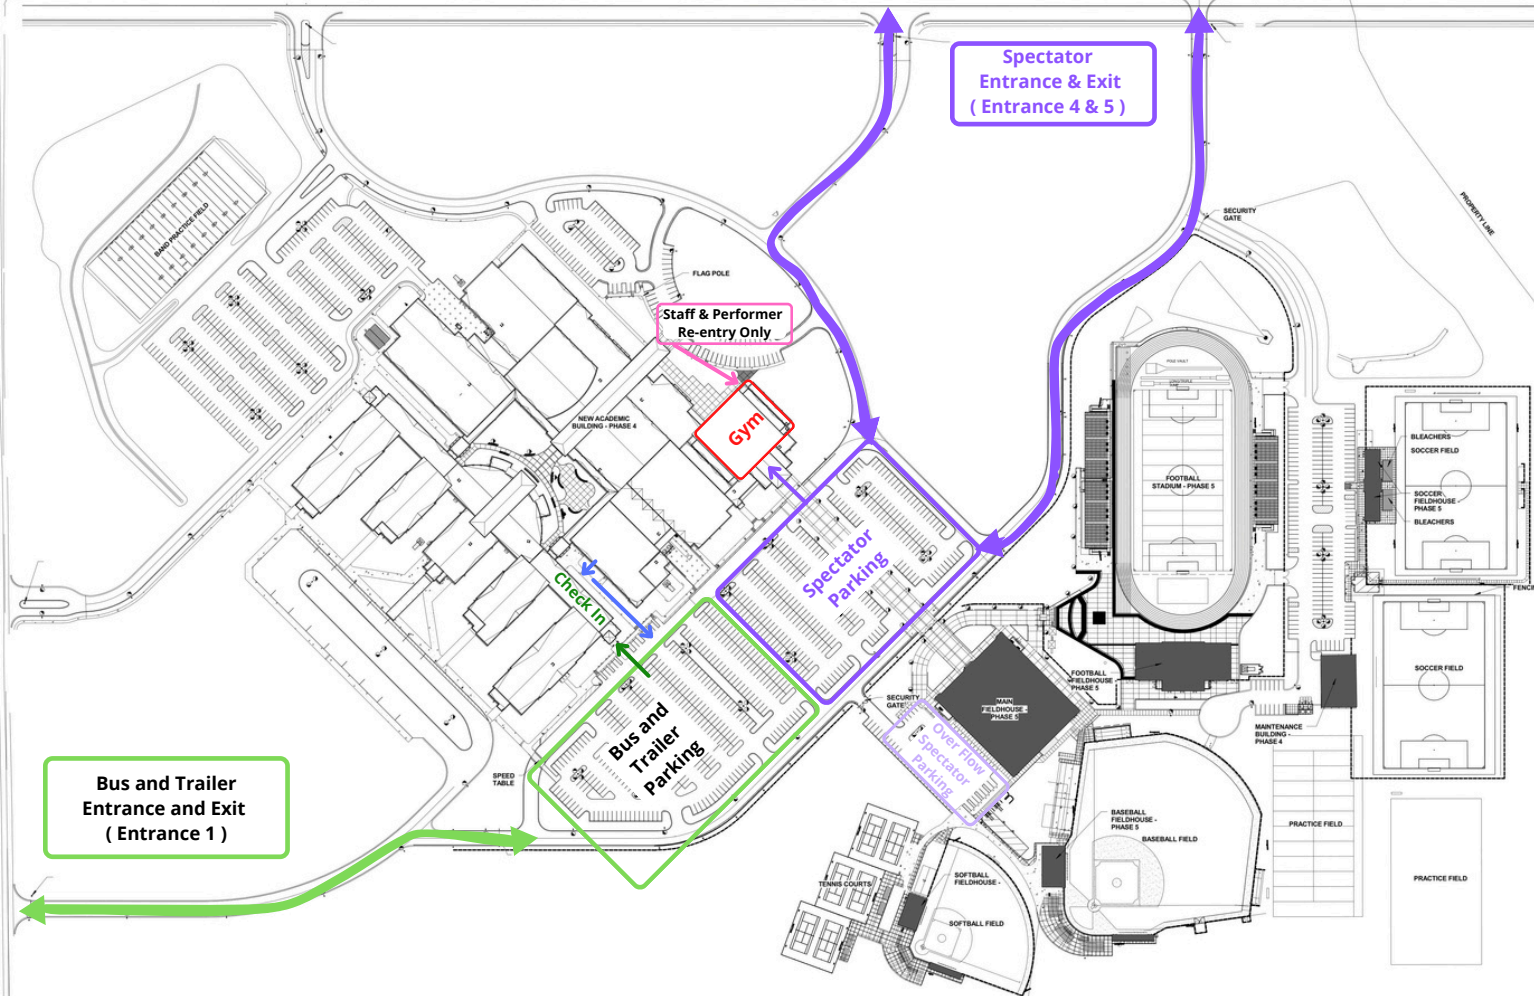 Spectator
Entrance & Exit
( Entrance 4 & 5 )
SECURITY
GATE
PROPERTY LINE
BAND PRACTICE FIELD
FLAG POLE
Staff & Performer
Re-entry Only
Gym
NEW ACADEMIC
BUILDING - PHASE 4
POLE VAULT
FOOTBALL
STADIUM - PHASE 5
BLEACHERS
SOCCER FIELD
SOCCER
FIELDHOUSE -
PHASE 5
BLEACHERS
Spectator
Parking
Check In
SOCCER FIELD
FOOTBALL
FIELDHOUSE
PHASE 5
SECURITY
GATE
MAIN
FIELDHOUSE -
PHASE 5
MAINTENANCE
BUILDING -
PHASE 4
Over Flow
Spectator
Parking
Bus and
Trailer
Parking
SPEED
TABLE
Bus and Trailer
Entrance and Exit
( Entrance 1 )
BASEBALL
FIELDHOUSE -
PHASE 5
BASEBALL FIELD
PRACTICE FIELD
PRACTICE FIELD
TENNIS COURTS
SOFTBALL
FIELDHOUSE -
SOFTBALL FIELD